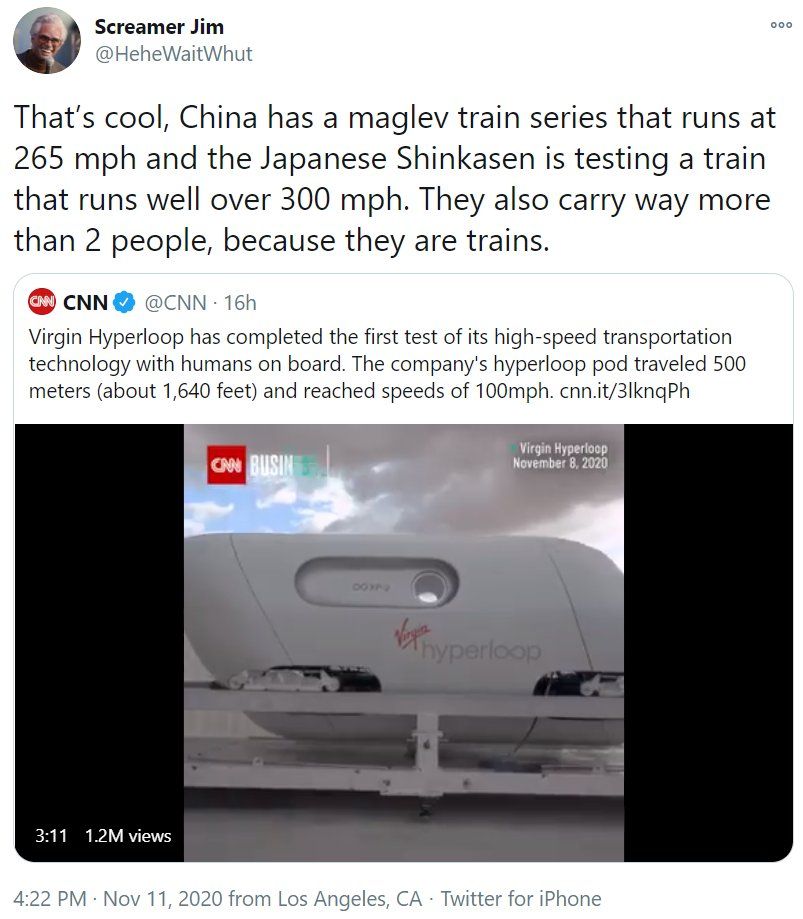 Screamer Jim
@HeheWaitWhut
That's cool, China has a maglev train series that runs at
265 mph and the Japanese Shinkasen is testing a train
that runs well over 300 mph. They also carry way more
than 2 people, because they are trains.
CNN CNN @CNN · 16h
Virgin Hyperloop has completed the first test of its high-speed transportation
technology with humans on board. The company's hyperloop pod traveled 500
meters (about 1,640 feet) and reached speeds of 100mph. cnn.it/3lknqPh
CNN
Virgin Hyperloop
November 8, 2020
Virgin
hyperloop
3:11 1.2M views
4:22 PM · Nov 11, 2020 from Los Angeles, CA · Twitter for iPhone